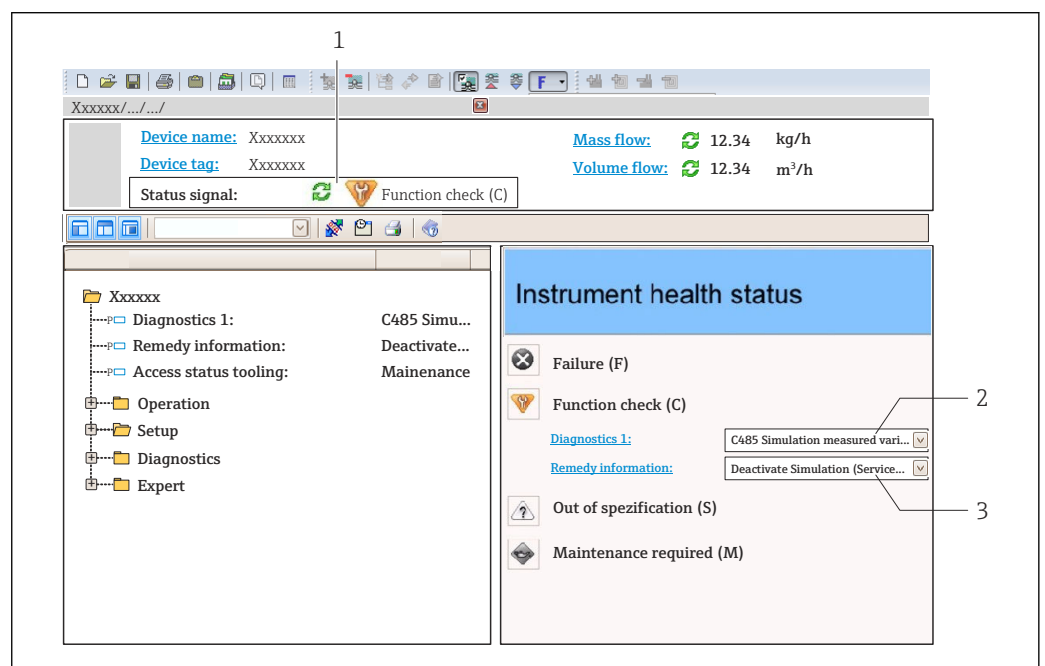 1
F
Xxxxxx/.../.../
Device name: Xxxxxxx
Mass flow: 12.34 kg/h
Device tag: Xxxxxxx
Volume flow: 12.34 m³/h
Status signal: Function check (C)
Xxxxxx
Diagnostics 1: C485 Simu...
Remedy information: Deactivate...
Access status tooling: Mainenance
Operation
Setup
Diagnostics
Expert
Instrument health status
Failure (F)
Function check (C)
2
Diagnostics 1: C485 Simulation measured vari...
Remedy information: Deactivate Simulation (Service...
Out of spezification (S)
3
Maintenance required (M)